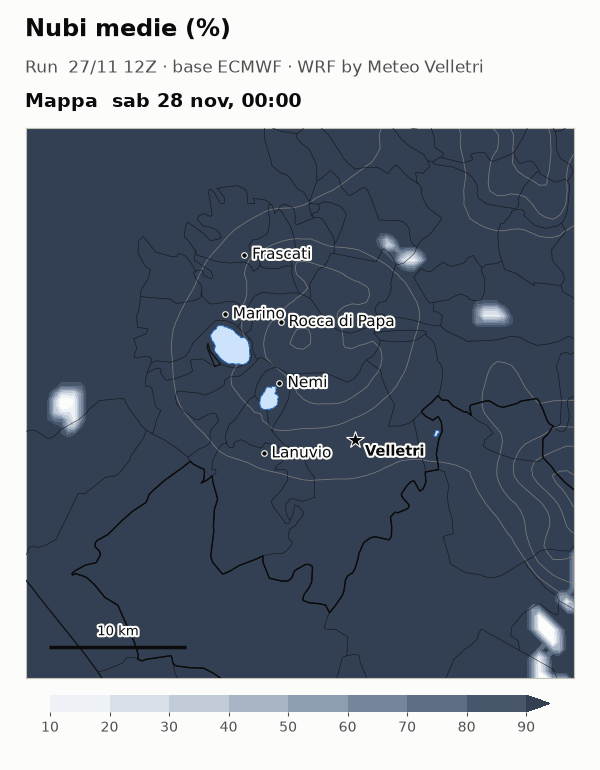 Nubi medie (%)
Run  27/11 12Z · base ECMWF · WRF by Meteo Velletri
Mappa  sab 28 nov, 00:00
Frascati
Marino
Rocca di Papa
Nemi
Velletri
Lanuvio
10 km
10 20 30 40 50 60 70 80 90